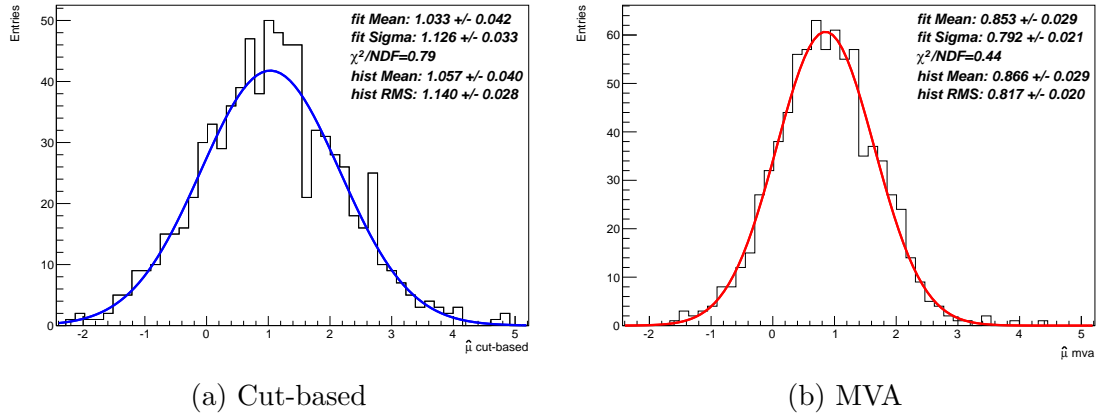 Entries
50
40
30
20
10
0
fit Mean: 1.033 +/- 0.042
fit Sigma: 1.126 +/- 0.033
χ²/NDF=0.79
hist Mean: 1.057 +/- 0.040
hist RMS: 1.140 +/- 0.028
-2 -1 0 1 2 3 4 5
μ̂ cut-based
(a) Cut-based
Entries
60
50
40
30
20
10
0
fit Mean: 0.853 +/- 0.029
fit Sigma: 0.792 +/- 0.021
χ²/NDF=0.44
hist Mean: 0.866 +/- 0.029
hist RMS: 0.817 +/- 0.020
-2 -1 0 1 2 3 4 5
μ̂ mva
(b) MVA